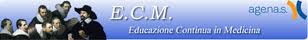 E.C.M.
agenas.
Educazione Continua in Medicina